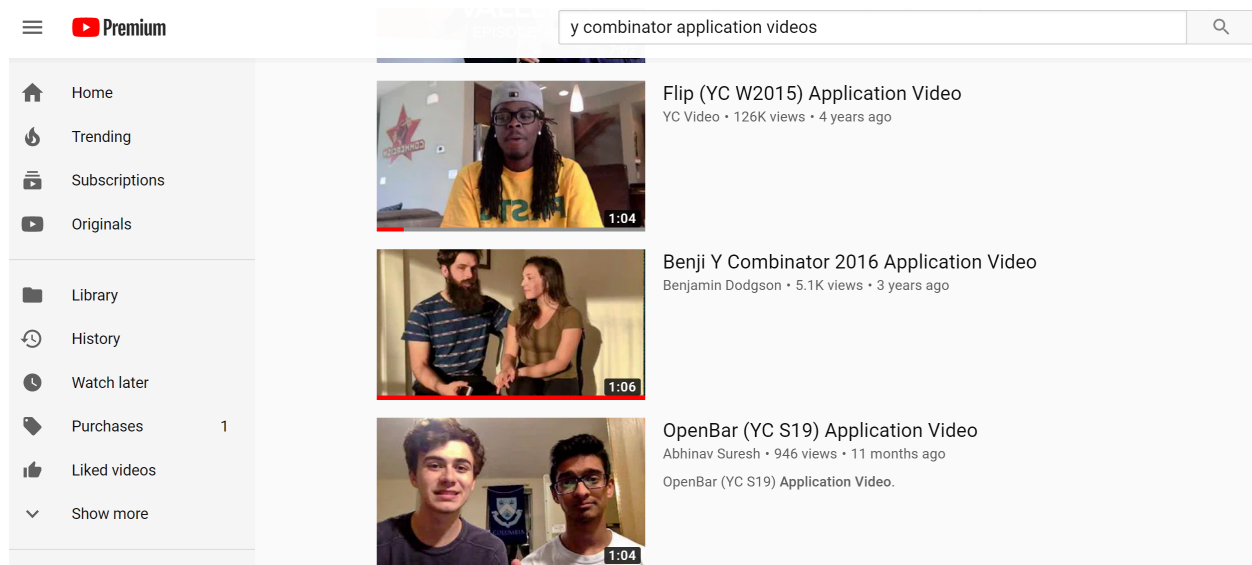 Premium
y combinator application videos
Home
Trending
Subscriptions
Originals
Library
History
Watch later
Purchases 1
Liked videos
Show more
Flip (YC W2015) Application Video
YC Video • 126K views • 4 years ago
1:04
Benji Y Combinator 2016 Application Video
Benjamin Dodgson • 5.1K views • 3 years ago
1:06
OpenBar (YC S19) Application Video
Abhinav Suresh • 946 views • 11 months ago
OpenBar (YC S19) Application Video.
COLUMBIA
1:04